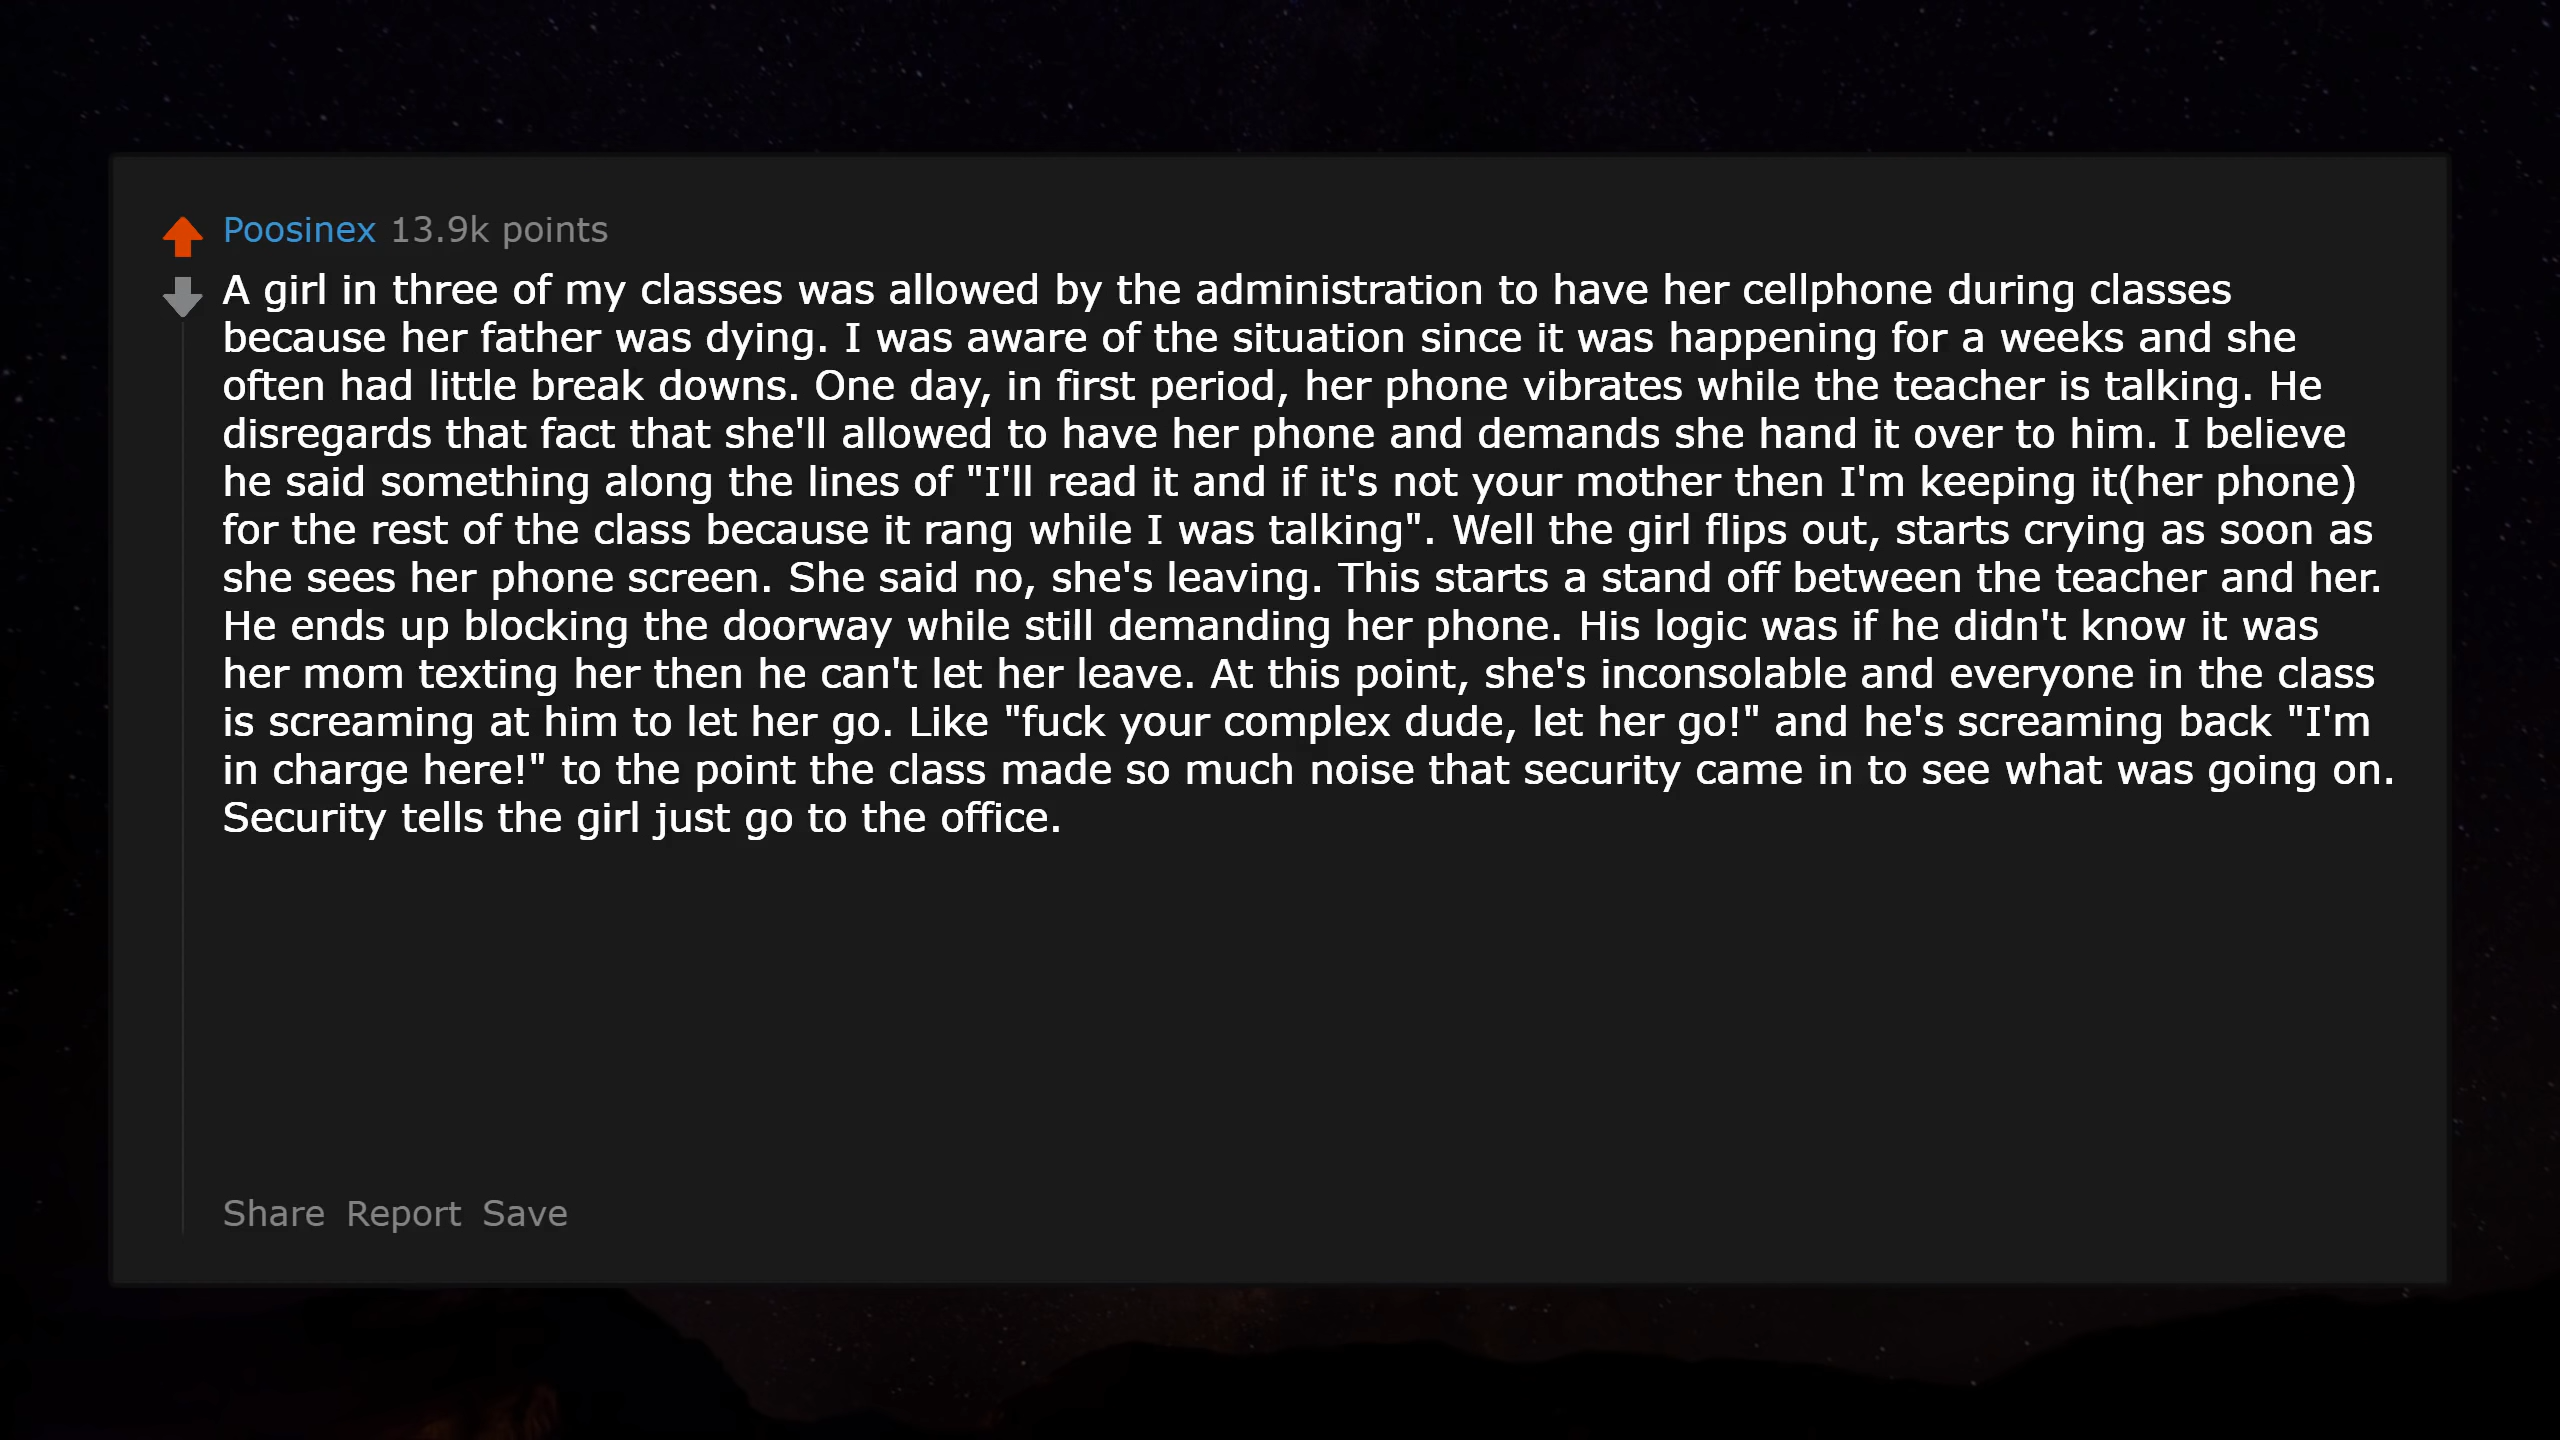 Poosinex 13.9k points
A girl in three of my classes was allowed by the administration to have her cellphone during classes
because her father was dying. I was aware of the situation since it was happening for a weeks and she
often had little break downs. One day, in first period, her phone vibrates while the teacher is talking. He
disregards that fact that she'll allowed to have her phone and demands she hand it over to him. I believe
he said something along the lines of "I'll read it and if it's not your mother then I'm keeping it(her phone)
for the rest of the class because it rang while I was talking". Well the girl flips out, starts crying as soon as
she sees her phone screen. She said no, she's leaving. This starts a stand off between the teacher and her.
He ends up blocking the doorway while still demanding her phone. His logic was if he didn't know it was
her mom texting her then he can't let her leave. At this point, she's inconsolable and everyone in the class
is screaming at him to let her go. Like "fuck your complex dude, let her go!" and he's screaming back "I'm
in charge here!" to the point the class made so much noise that security came in to see what was going on.
Security tells the girl just go to the office.
Share Report Save